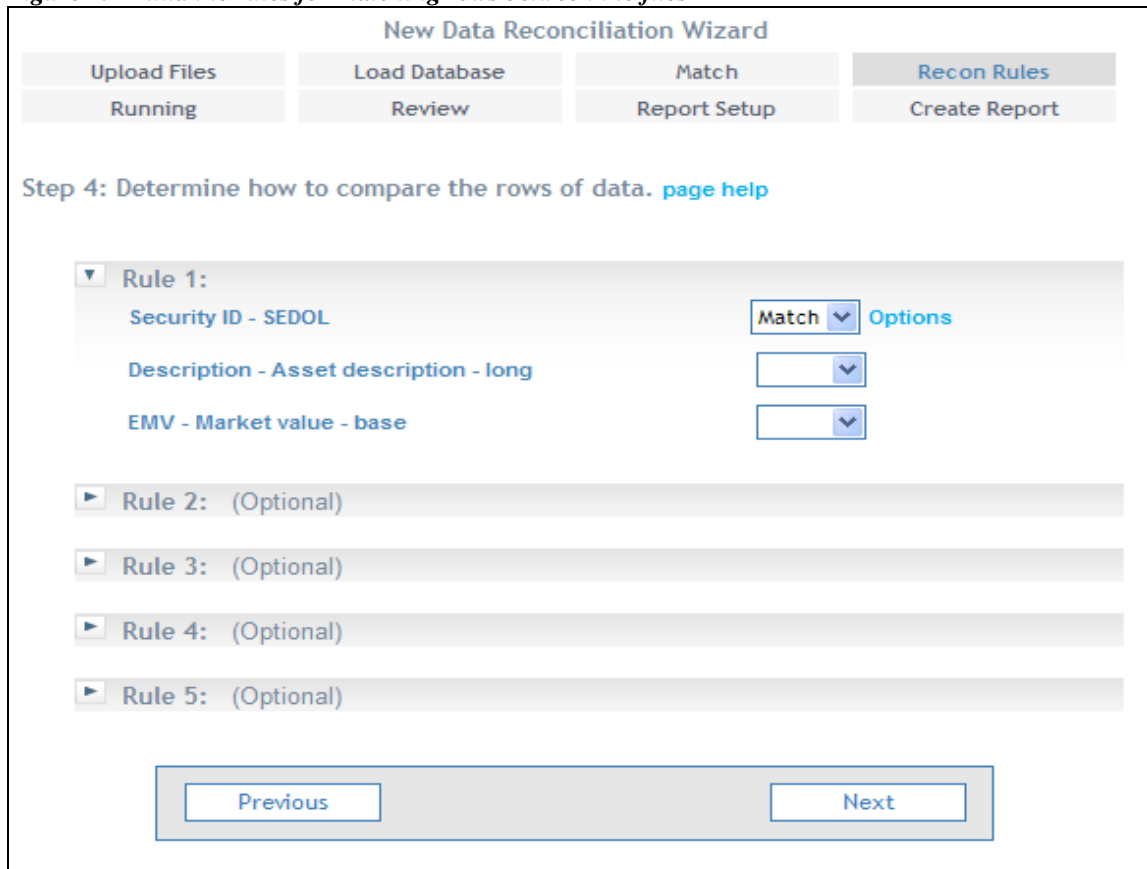 New Data Reconciliation Wizard
Upload Files Load Database Match Recon Rules
Running Review Report Setup Create Report
Step 4: Determine how to compare the rows of data. page help
Rule 1:
Security ID - SEDOL Match Options
Description - Asset description - long
EMV - Market value - base
Rule 2: (Optional)
Rule 3: (Optional)
Rule 4: (Optional)
Rule 5: (Optional)
Previous Next